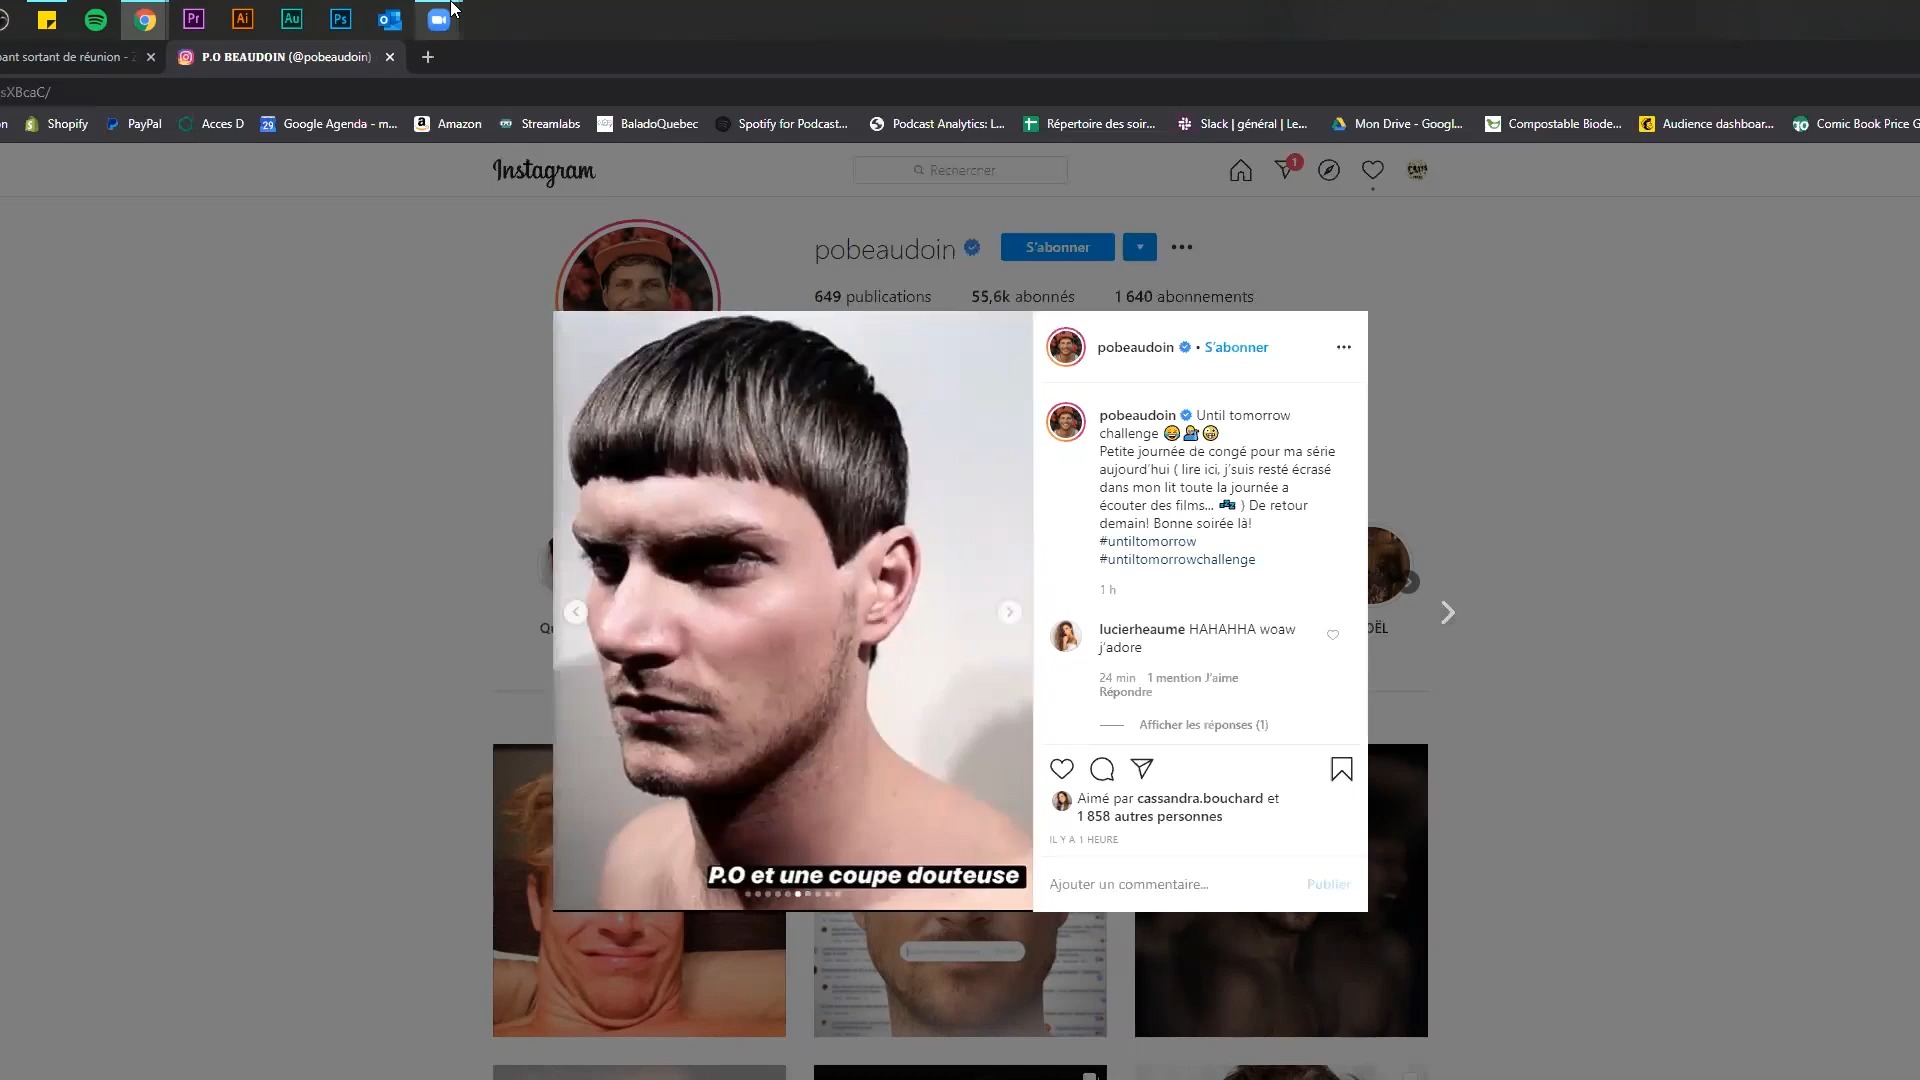 Pr Ai Au Ps
pant sortant de réunion - Z
P.O BEAUDOIN (@pobeaudoin)
sXBcaC/
Shopify PayPal Acces D Google Agenda - m... Amazon Streamlabs BaladoQuebec Spotify for Podcast... Podcast Analytics: L... Répertoire des soir... Slack | général | Le... Mon Drive - Googl... Compostable Biode... Audience dashboar... Comic Book Price G
Instagram Rechercher 1
pobeaudoin S'abonner
649 publications 55,6k abonnés 1 640 abonnements
pobeaudoin • S'abonner
pobeaudoin Until tomorrow
challenge
Petite journée de congé pour ma série
aujourd'hui ( lire ici, j'suis resté écrasé
dans mon lit toute la journée a
écouter des films... ) De retour
demain! Bonne soirée là!
#untiltomorrow
#untiltomorrowchallenge
1 h
lucierheaume HAHAHHA woaw
j'adore
24 min 1 mention J'aime
Répondre
Afficher les réponses (1)
Aimé par cassandra.bouchard et
1 858 autres personnes
IL Y A 1 HEURE
Ajouter un commentaire... Publier
P.O et une coupe douteuse